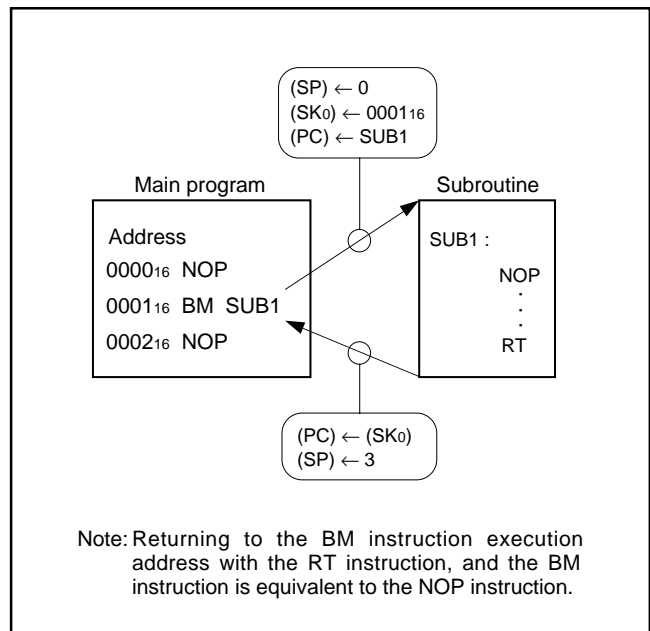 (SP) ← 0
(SK₀) ← 0001₁₆
(PC) ← SUB1
Main program
Subroutine
Address
0000₁₆ NOP
0001₁₆ BM SUB1
0002₁₆ NOP
SUB1 :
NOP
·
·
·
RT
(PC) ← (SK₀)
(SP) ← 3
Note: Returning to the BM instruction execution
address with the RT instruction, and the BM
instruction is equivalent to the NOP instruction.